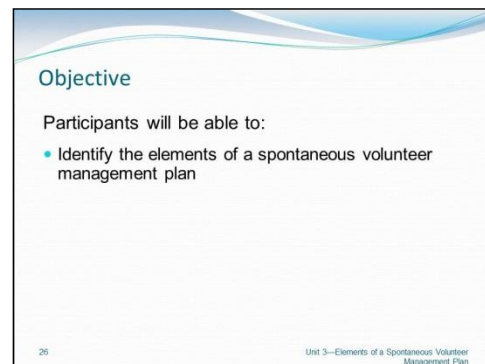 Objective
Participants will be able to:
• Identify the elements of a spontaneous volunteer
management plan
26
Unit 3—Elements of a Spontaneous Volunteer
Management Plan